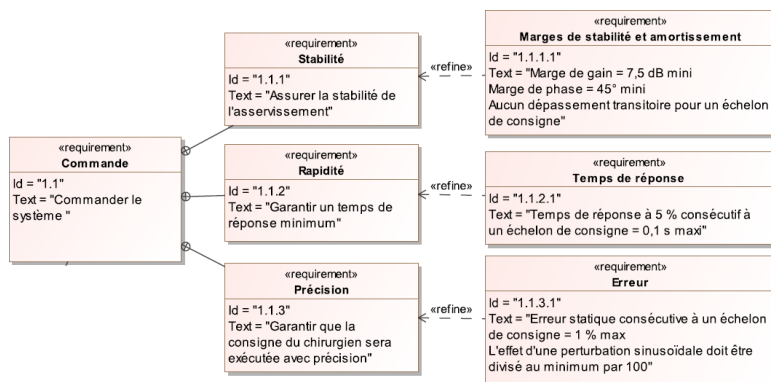 «requirement»
Commande
Id = "1.1"
Text = "Commander le
système "
«requirement»
Stabilité
Id = "1.1.1"
Text = "Assurer la stabilité de
l'asservissement"
«refine»
«requirement»
Marges de stabilité et amortissement
Id = "1.1.1.1"
Text = "Marge de gain = 7,5 dB mini
Marge de phase = 45° mini
Aucun dépassement transitoire pour un échelon
de consigne"
«requirement»
Rapidité
Id = "1.1.2"
Text = "Garantir un temps de
réponse minimum"
«refine»
«requirement»
Temps de réponse
Id = "1.1.2.1"
Text = "Temps de réponse à 5 % consécutif à
un échelon de consigne = 0,1 s maxi"
«requirement»
Précision
Id = "1.1.3"
Text = "Garantir que la
consigne du chirurgien sera
exécutée avec précision"
«refine»
«requirement»
Erreur
Id = "1.1.3.1"
Text = "Erreur statique consécutive à un échelon
de consigne = 1 % max
L'effet d'une perturbation sinusoïdale doit être
divisé au minimum par 100"